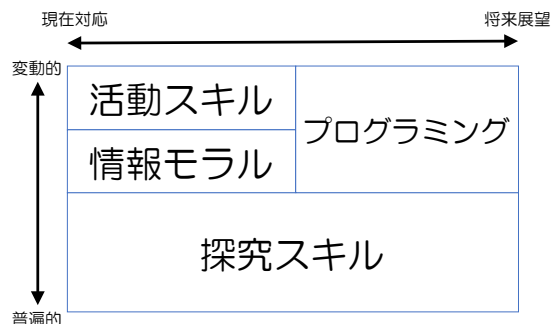 現在対応
将来展望
変動的
活動スキル
プログラミング
情報モラル
探究スキル
普遍的